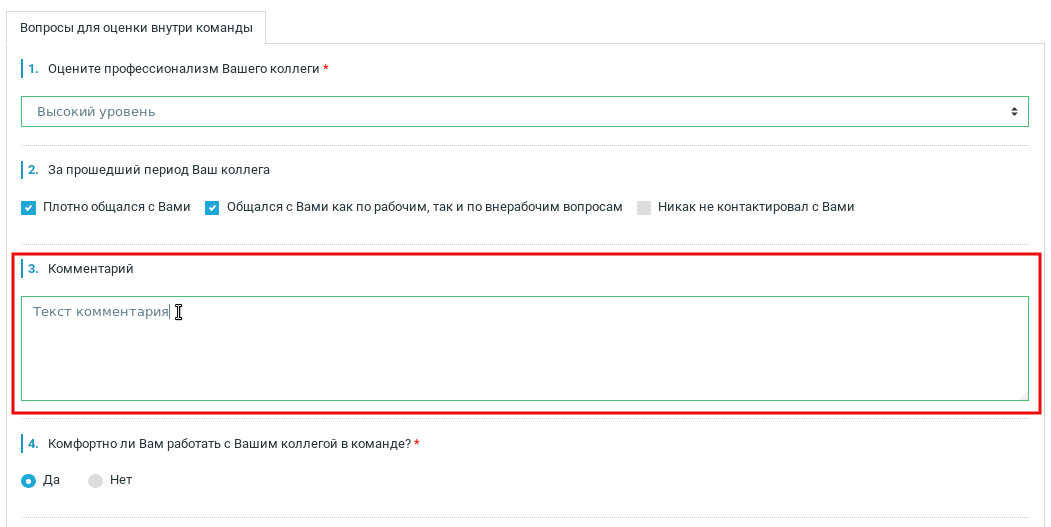 Вопросы для оценки внутри команды
1. Оцените профессионализм Вашего коллеги *
Высокий уровень
2. За прошедший период Ваш коллега
Плотно общался с Вами Общался с Вами как по рабочим, так и по внерабочим вопросам Никак не контактировал с Вами
3. Комментарий
Текст комментария
4. Комфортно ли Вам работать с Вашим коллегой в команде? *
Да Нет